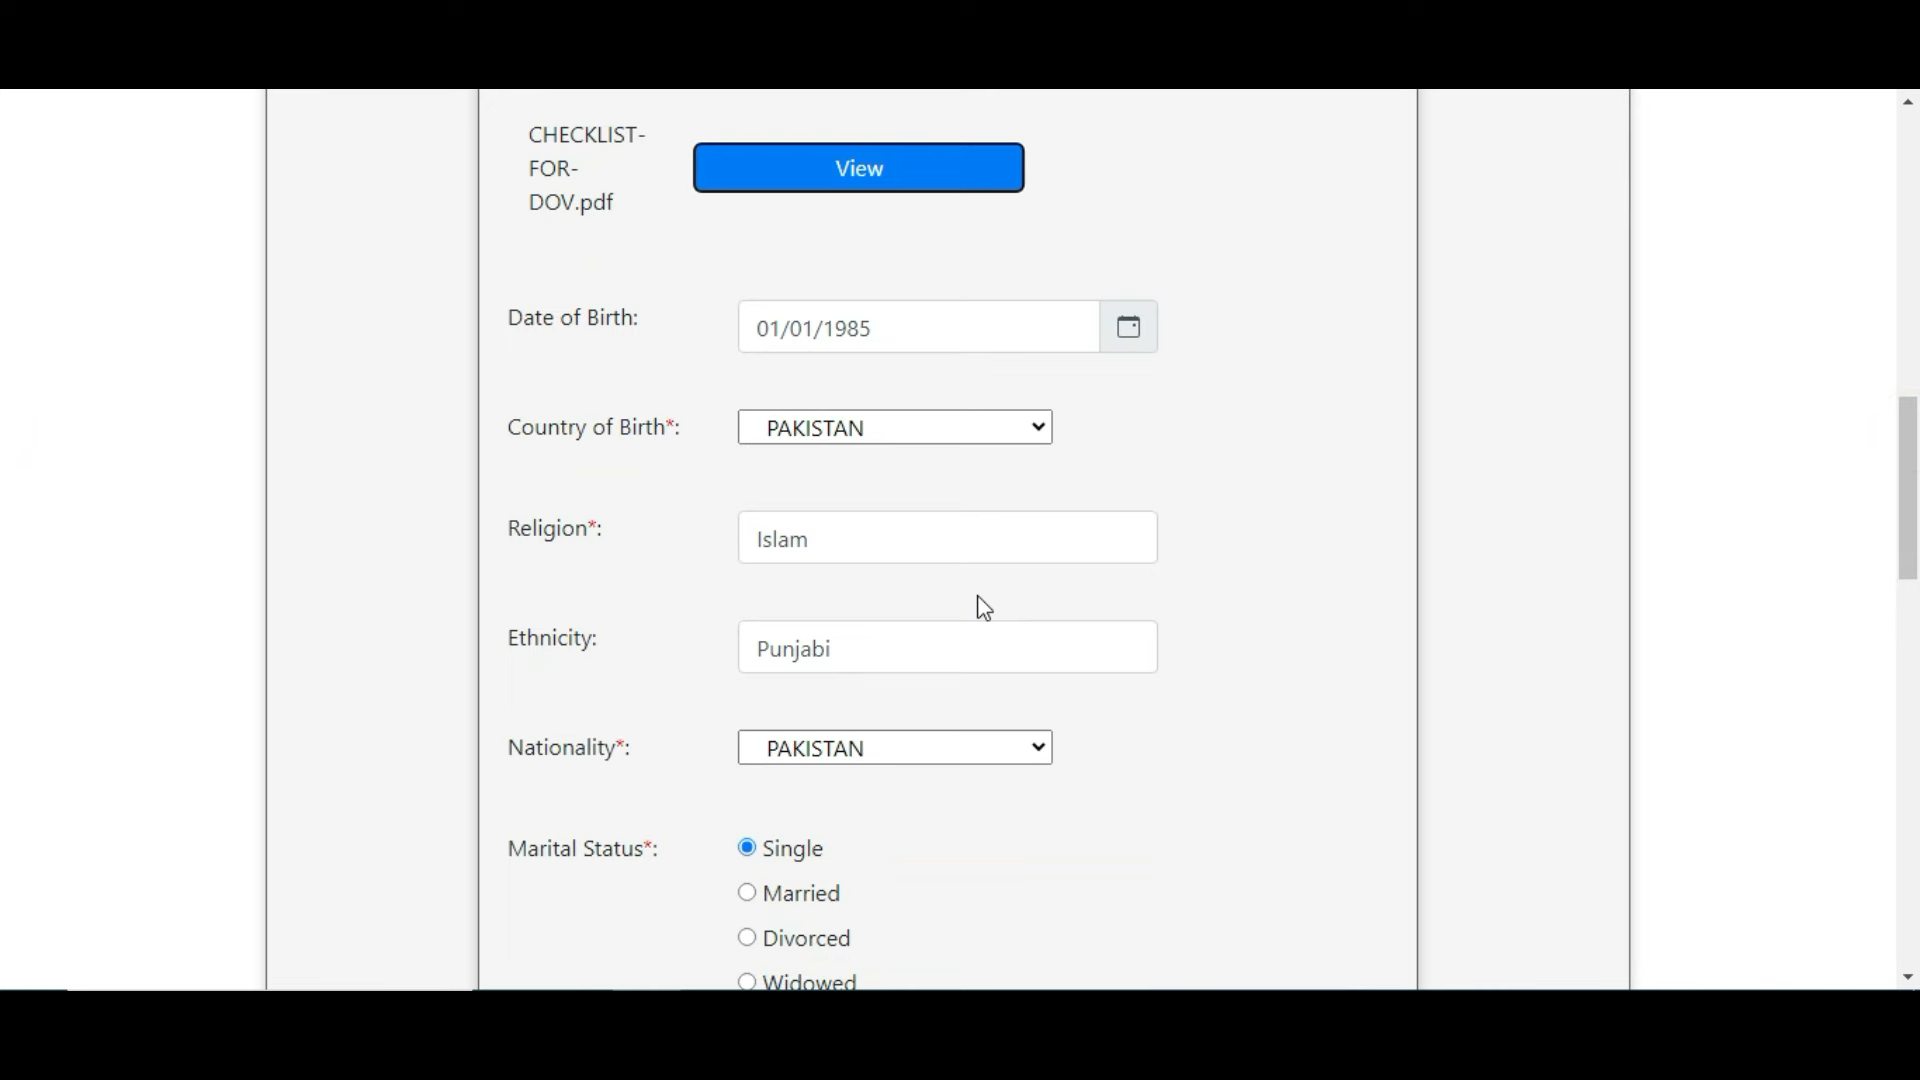 CHECKLIST-
FOR-
DOV.pdf
View
Date of Birth:
01/01/1985
Country of Birth*:
PAKISTAN
Religion*:
Islam
Ethnicity:
Punjabi
Nationality*:
PAKISTAN
Marital Status*:
Single
Married
Divorced
Widowed